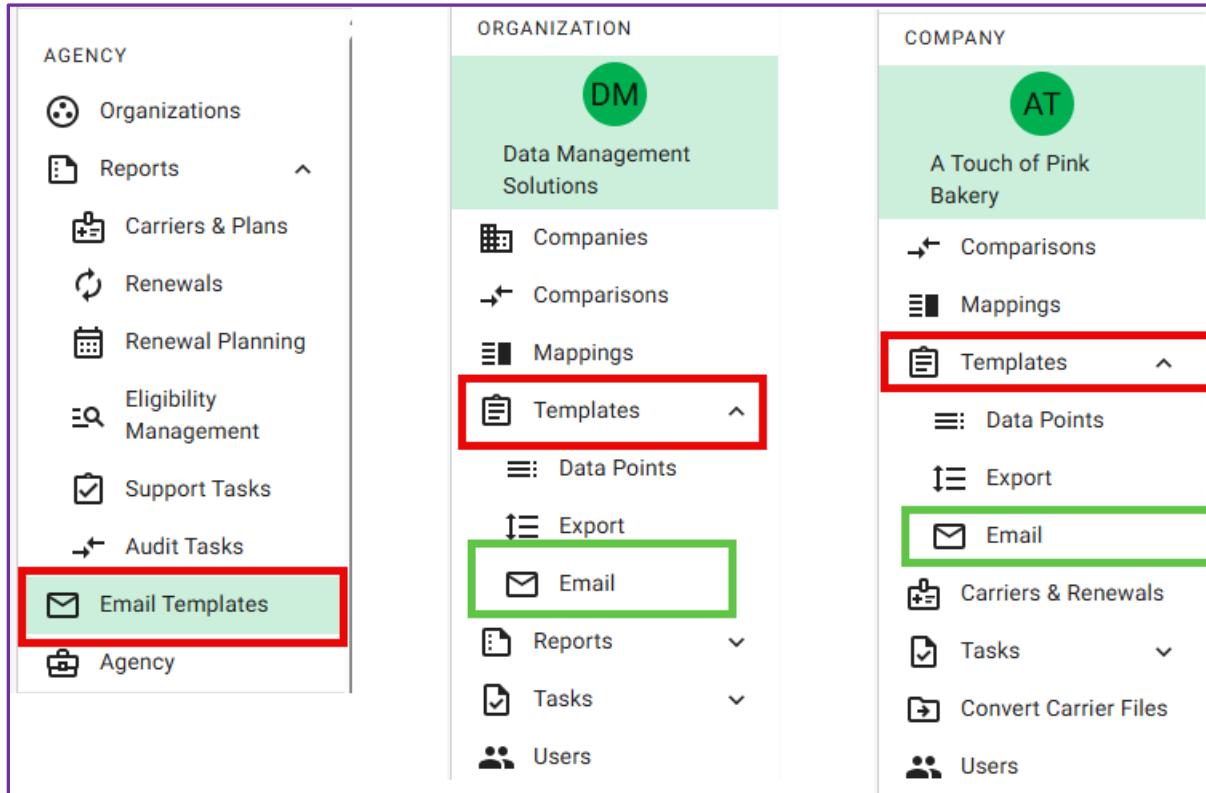 AGENCY
Organizations
Reports
Carriers & Plans
Renewals
Renewal Planning
Eligibility
Management
Support Tasks
Audit Tasks
Email Templates
Agency
ORGANIZATION
DM
Data Management
Solutions
Companies
Comparisons
Mappings
Templates
Data Points
Export
Email
Reports
Tasks
Users
COMPANY
AT
A Touch of Pink
Bakery
Comparisons
Mappings
Templates
Data Points
Export
Email
Carriers & Renewals
Tasks
Convert Carrier Files
Users